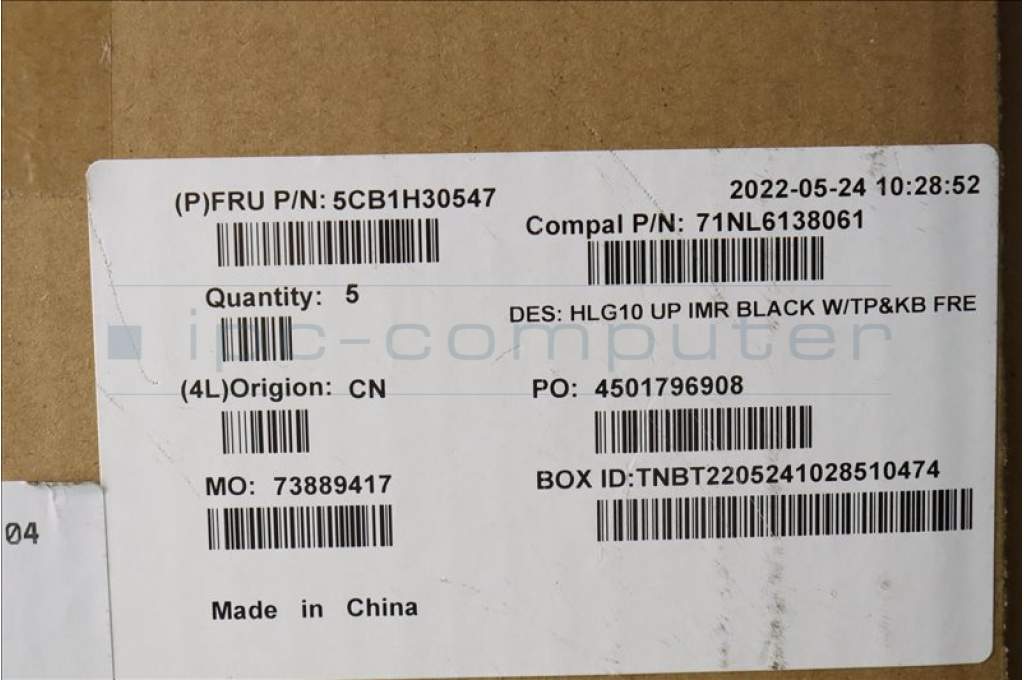 (P)FRU P/N: 5CB1H30547
2022-05-24 10:28:52
Compal P/N: 71NL6138061
Quantity: 5
DES: HLG10 UP IMR BLACK W/TP&KB FRE
ipc-computer
(4L)Origion: CN
PO: 4501796908
MO: 73889417
BOX ID:TNBT2205241028510474
04
Made in China